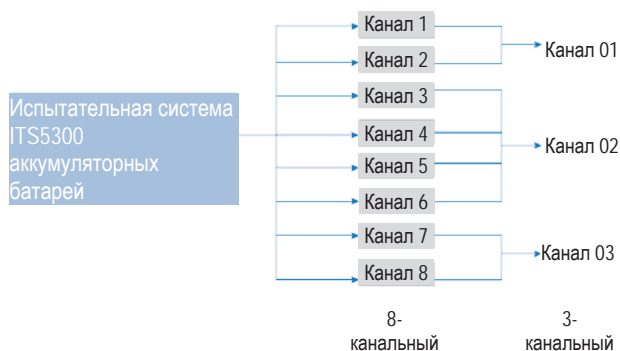 Испытательная система
ITS5300
аккумуляторных
батарей
Канал 1
Канал 2
Канал 3
Канал 4
Канал 5
Канал 6
Канал 7
Канал 8
Канал 01
Канал 02
Канал 03
8-
канальный
3-
канальный